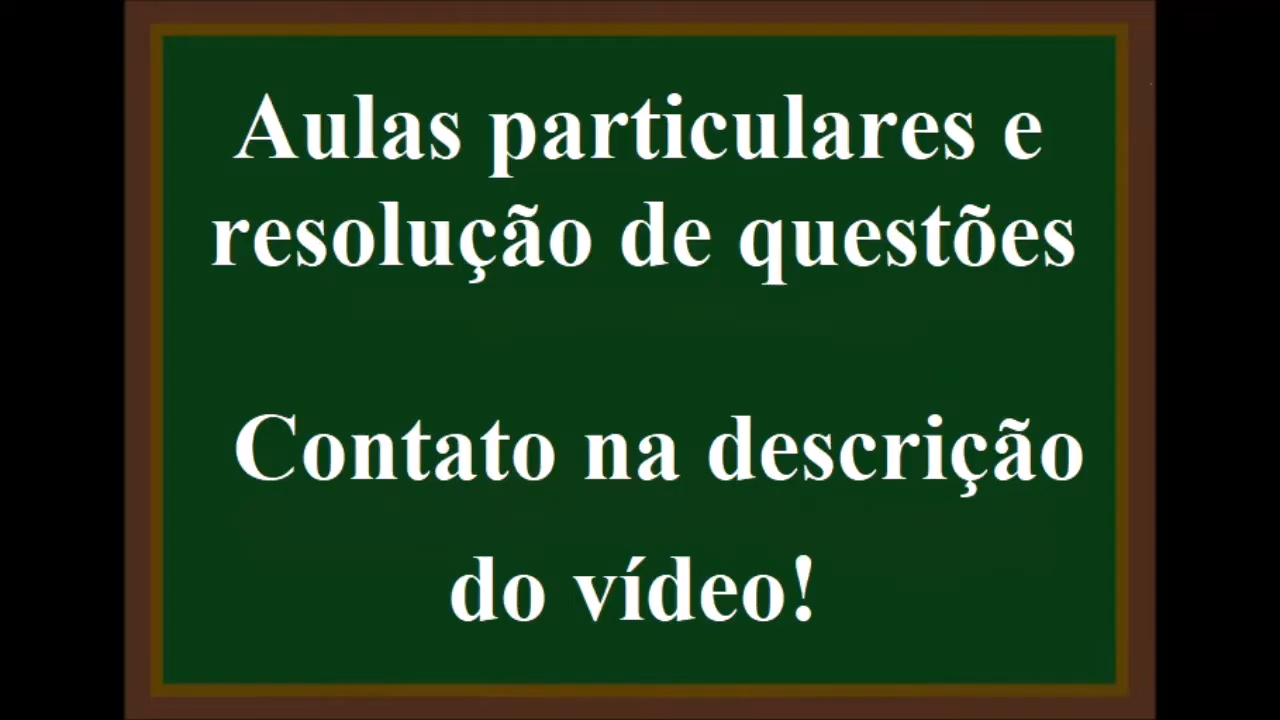 Aulas particulares e
resolução de questões
Contato na descrição
do vídeo!